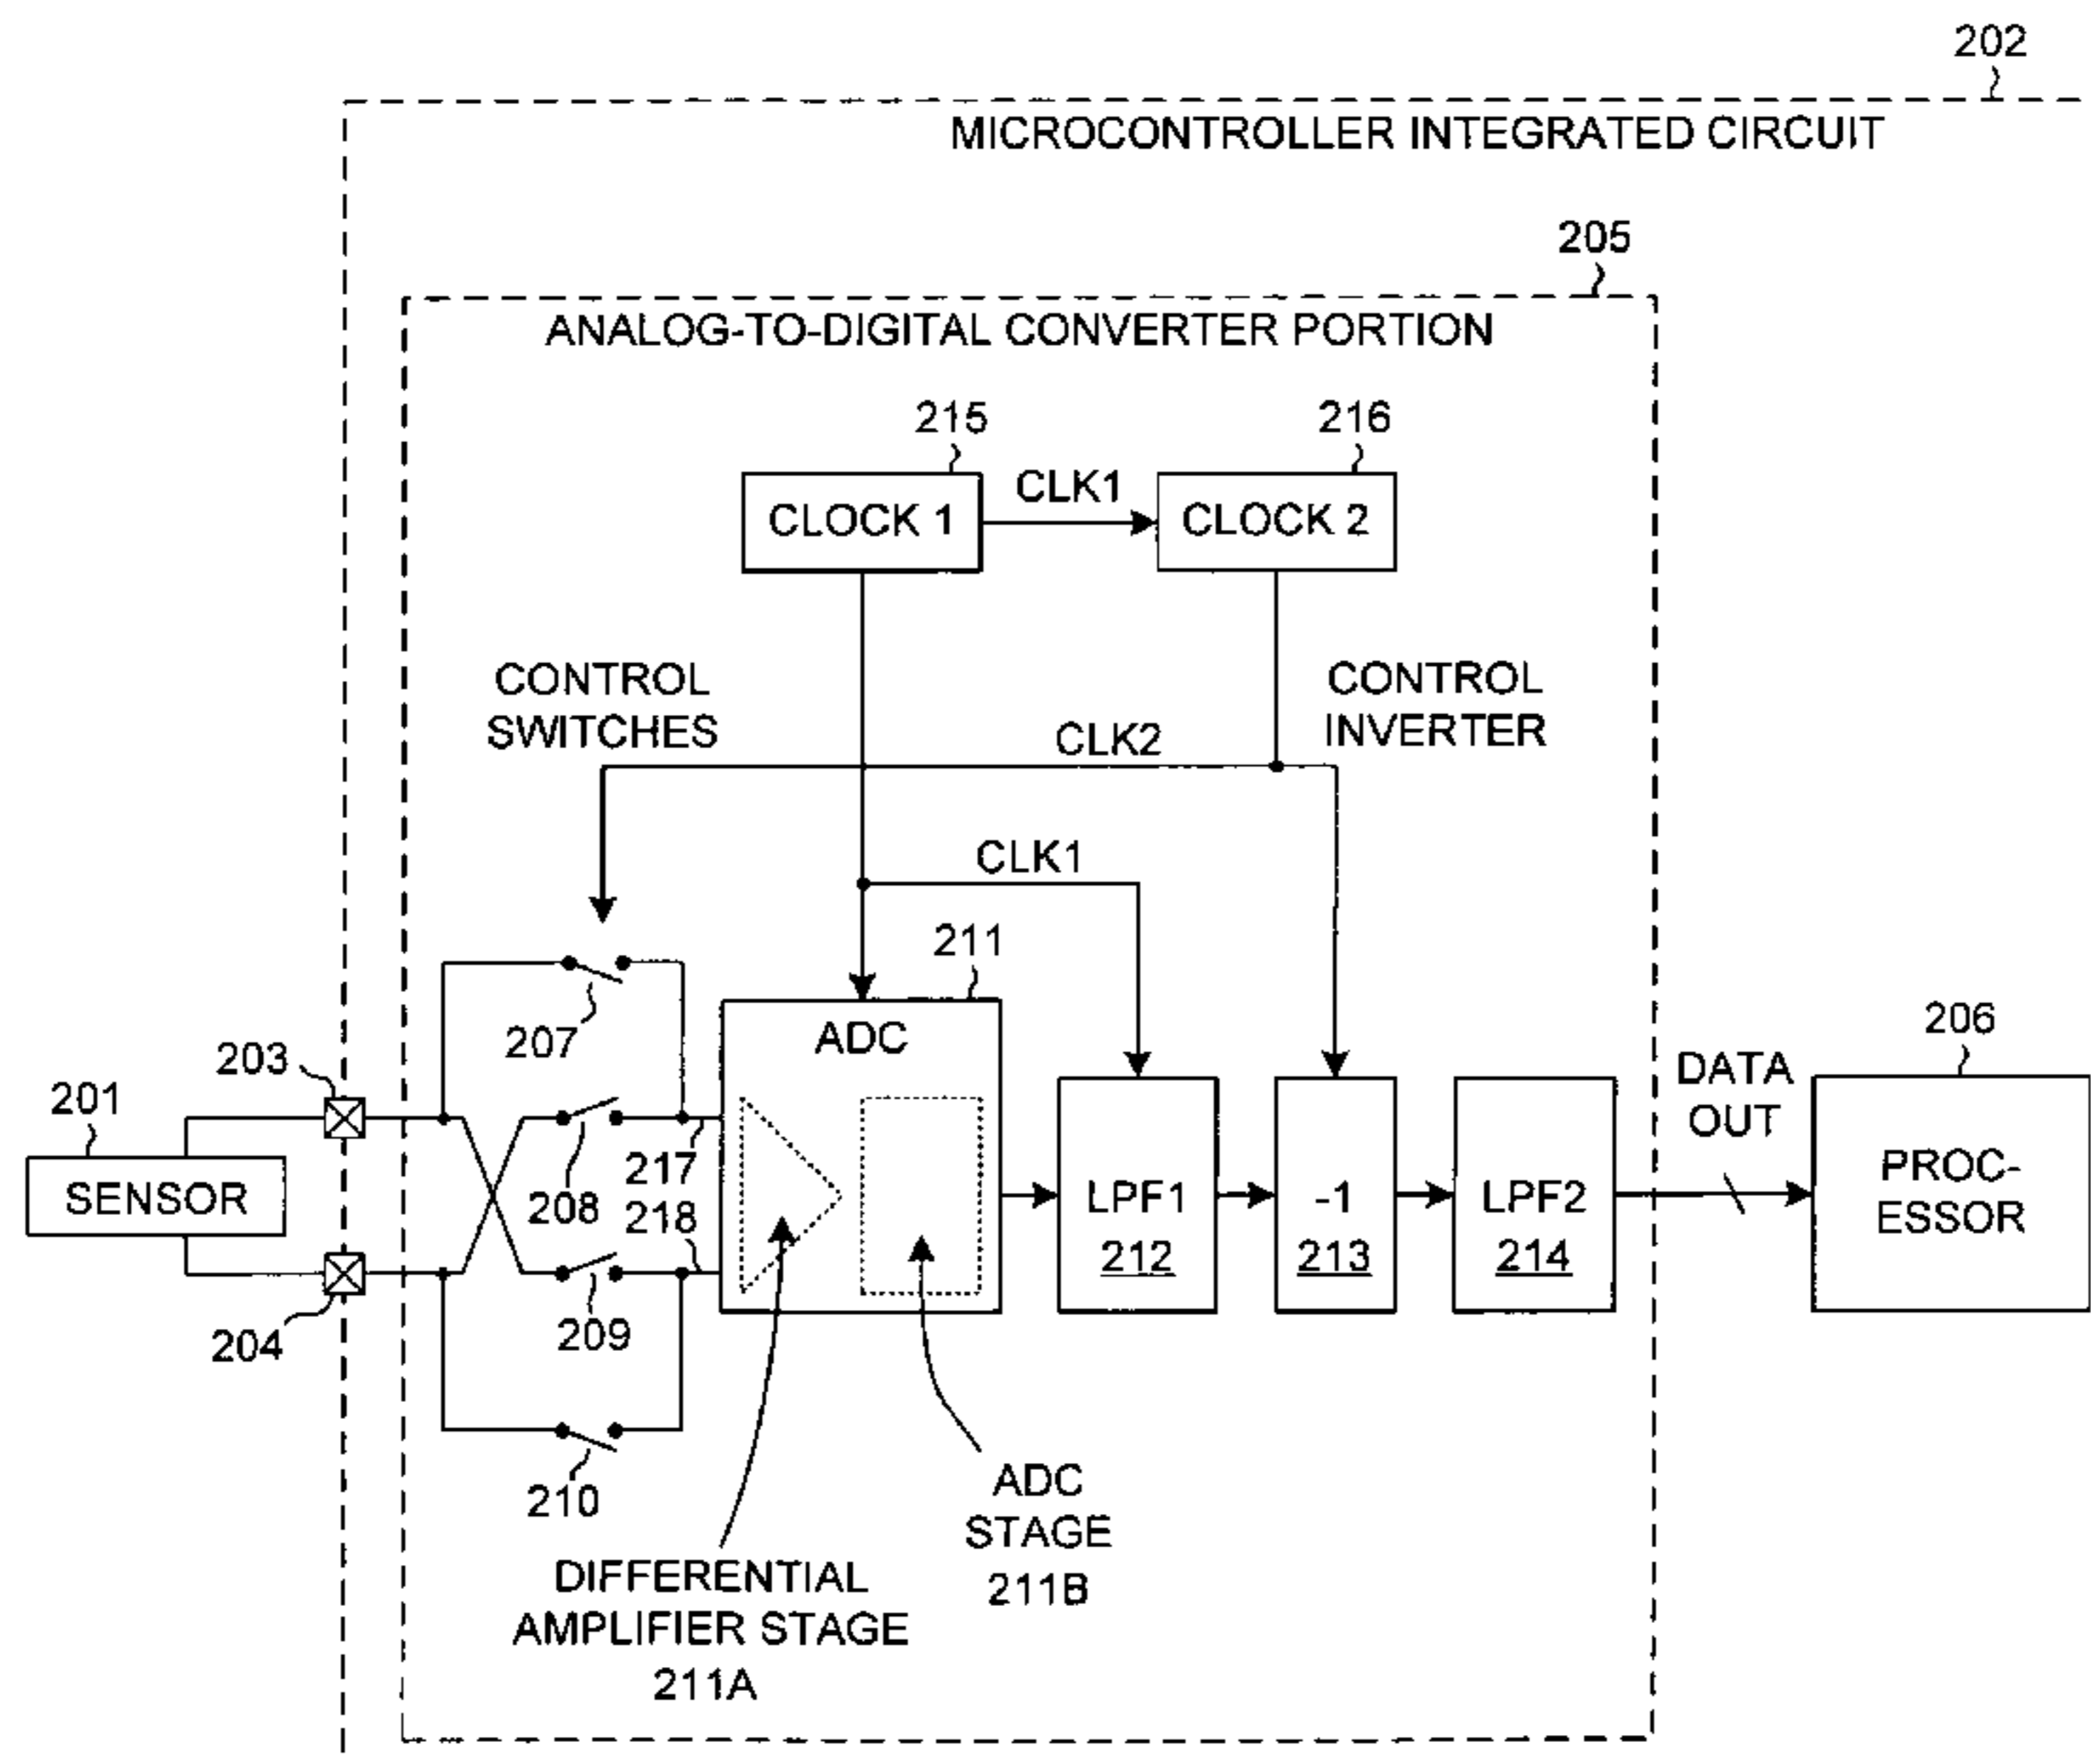 202
MICROCONTROLLER INTEGRATED CIRCUIT
205
ANALOG-TO-DIGITAL CONVERTER PORTION
215
216
CLOCK 1
CLK1
CLOCK 2
CONTROL
SWITCHES
CONTROL
INVERTER
CLK2
CLK1
211
ADC
207
203
201
SENSOR
204
208
217
218
209
210
LPF1
212
-1
213
LPF2
214
DATA
OUT
206
PROC-
ESSOR
ADC
STAGE
211B
DIFFERENTIAL
AMPLIFIER STAGE
211A